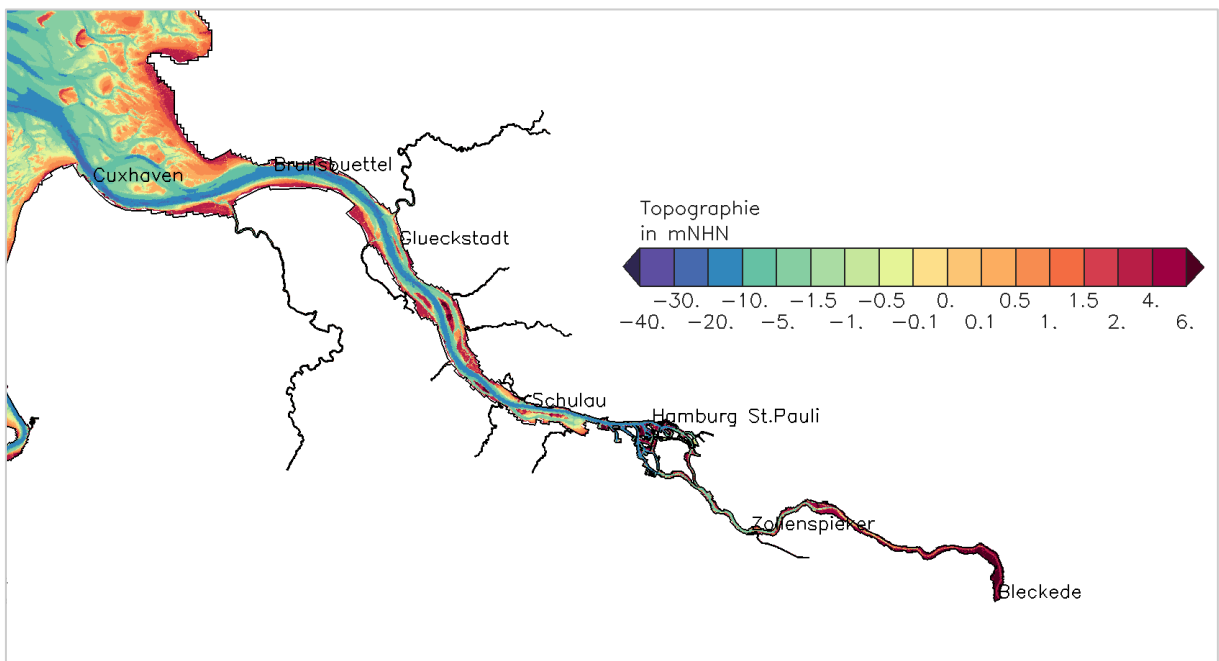 Brunsbuettel
Cuxhaven
Glueckstadt
Topographie
in mNHN
-30. -10. -1.5 -0.5 0. 0.5 1.5 4.
-40. -20. -5. -1. -0.1 0.1 1. 2. 6.
Schulau
Hamburg St.Pauli
Zollenspieker
Bleckede